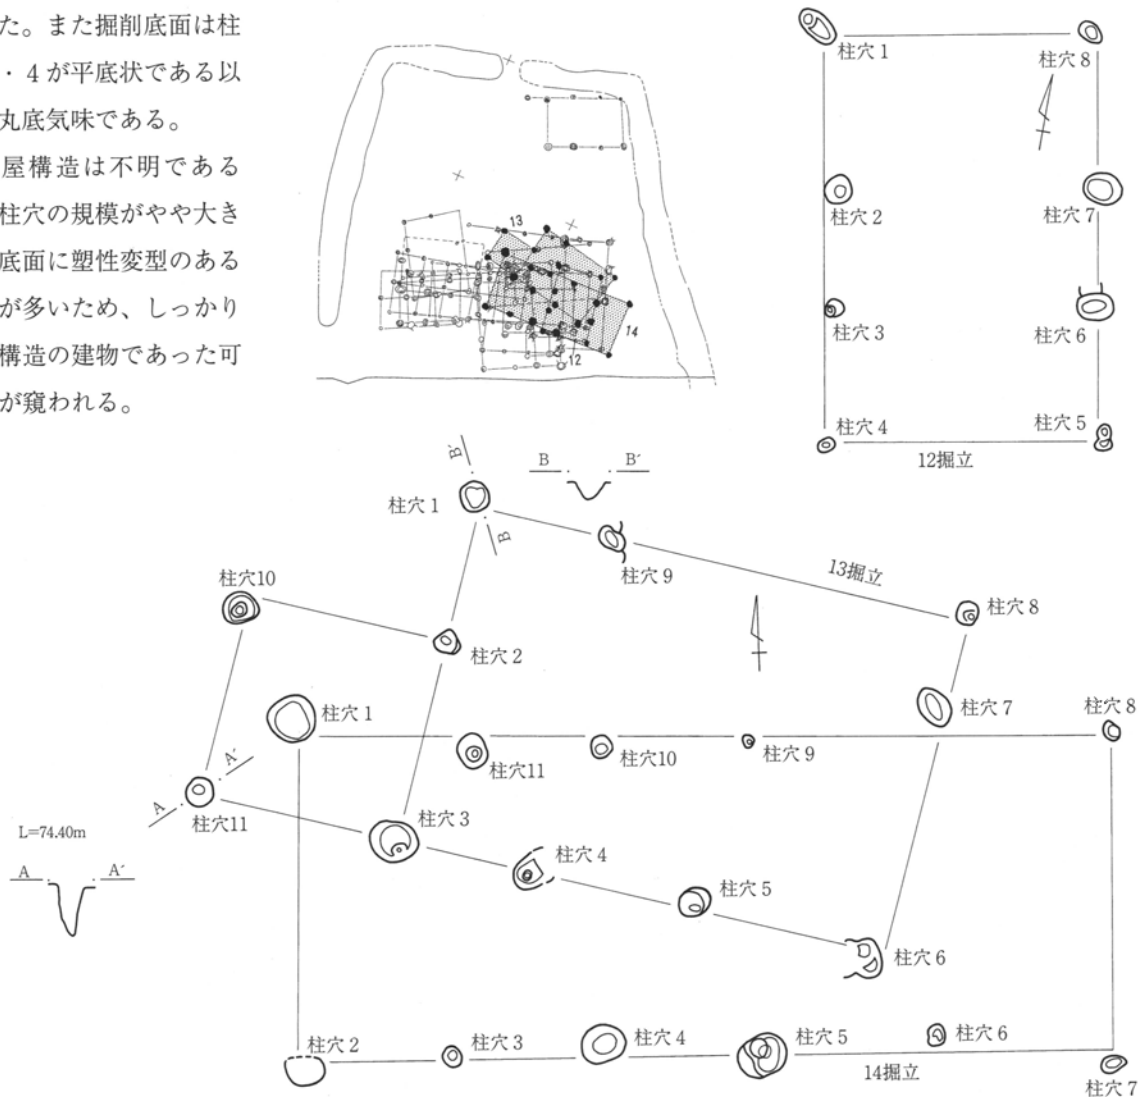 た。また掘削底面は柱
・4が平底状である以
丸底気味である。
屋構造は不明である
柱穴の規模がやや大き
底面に塑性変型のある
が多いため、しっかり
構造の建物であった可
が窺われる。
13
14
12
柱穴1
柱穴8
柱穴2
柱穴7
柱穴3
柱穴6
柱穴4
柱穴5
12掘立
B´
B
B B´
柱穴1
柱穴9
13掘立
柱穴10
柱穴8
柱穴2
柱穴1
柱穴7
柱穴8
柱穴11
柱穴10
柱穴9
A´
A
柱穴11
柱穴3
L=74.40m
A A´
柱穴4
柱穴5
柱穴6
柱穴2
柱穴3
柱穴4
柱穴5
柱穴6
14掘立
柱穴7